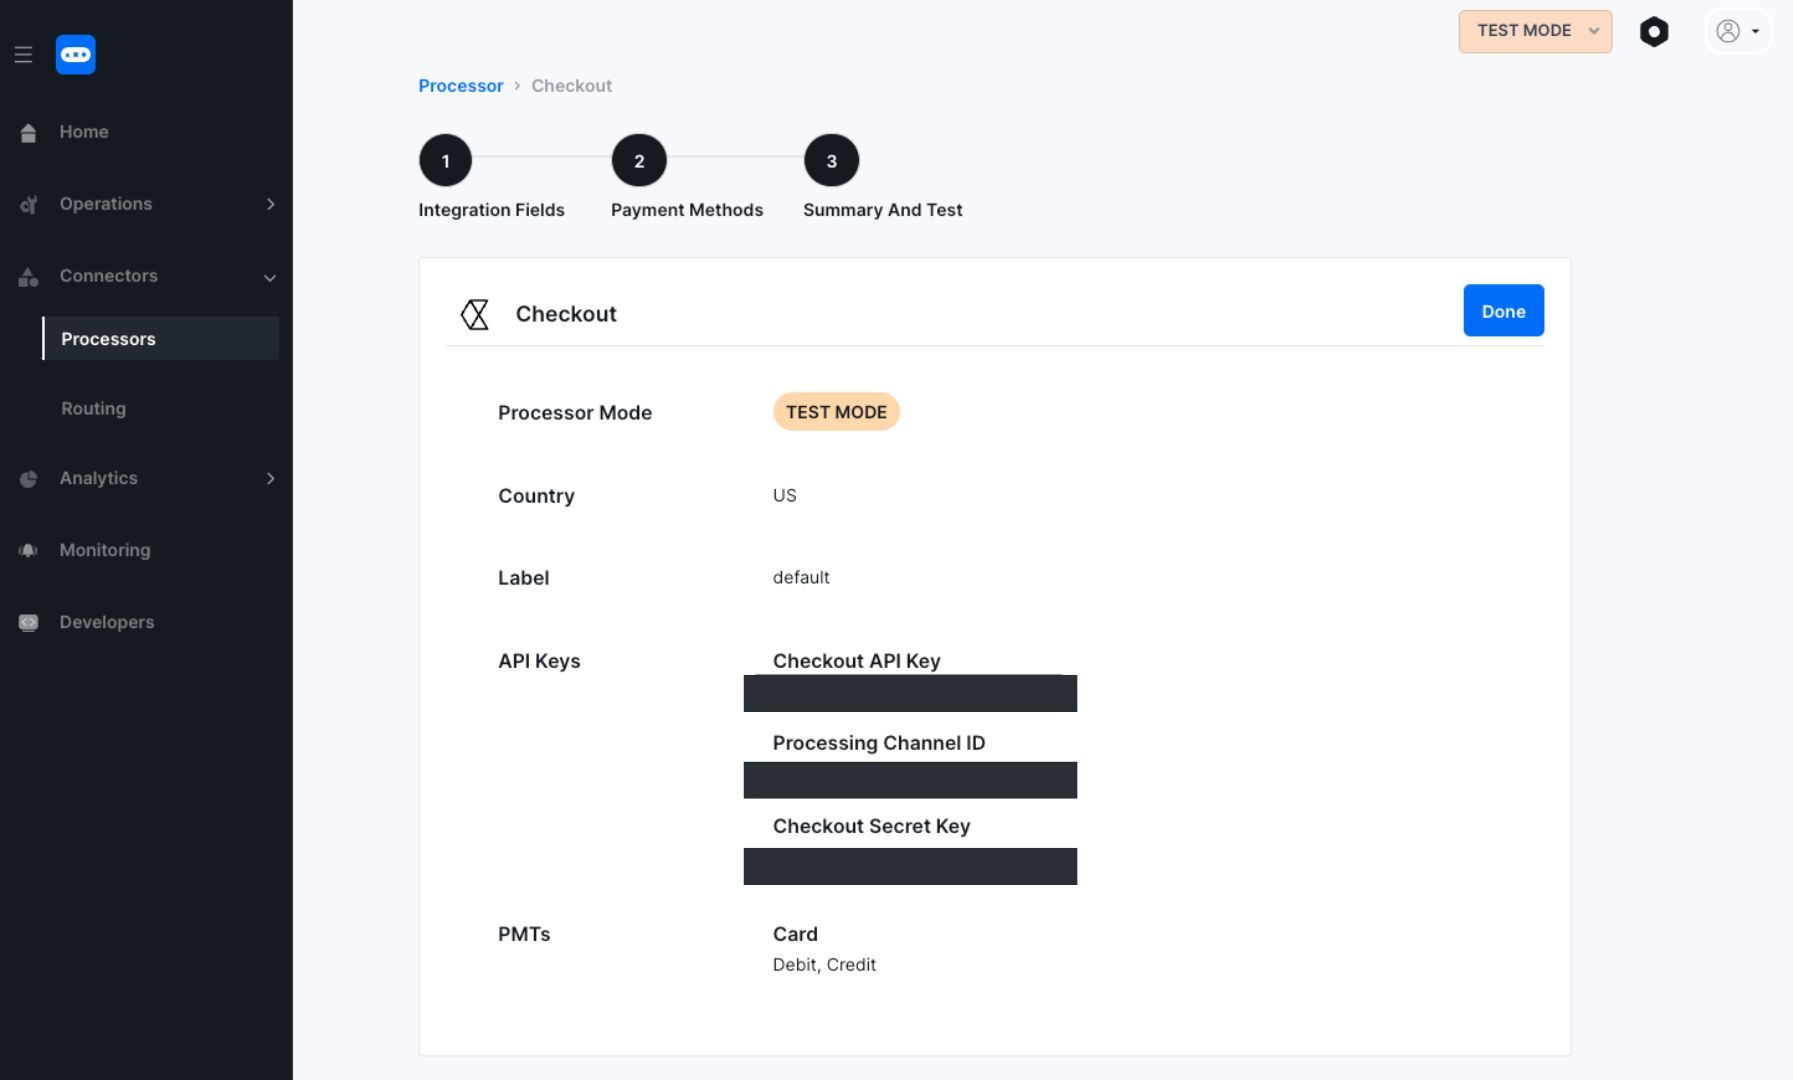 TEST MODE
Processor > Checkout
Home
Operations
Connectors
Processors
Routing
Analytics
Monitoring
Developers
1
2
3
Integration Fields
Payment Methods
Summary And Test
Checkout
Done
Processor Mode
TEST MODE
Country
US
Label
default
API Keys
Checkout API Key
Processing Channel ID
Checkout Secret Key
PMTs
Card
Debit, Credit